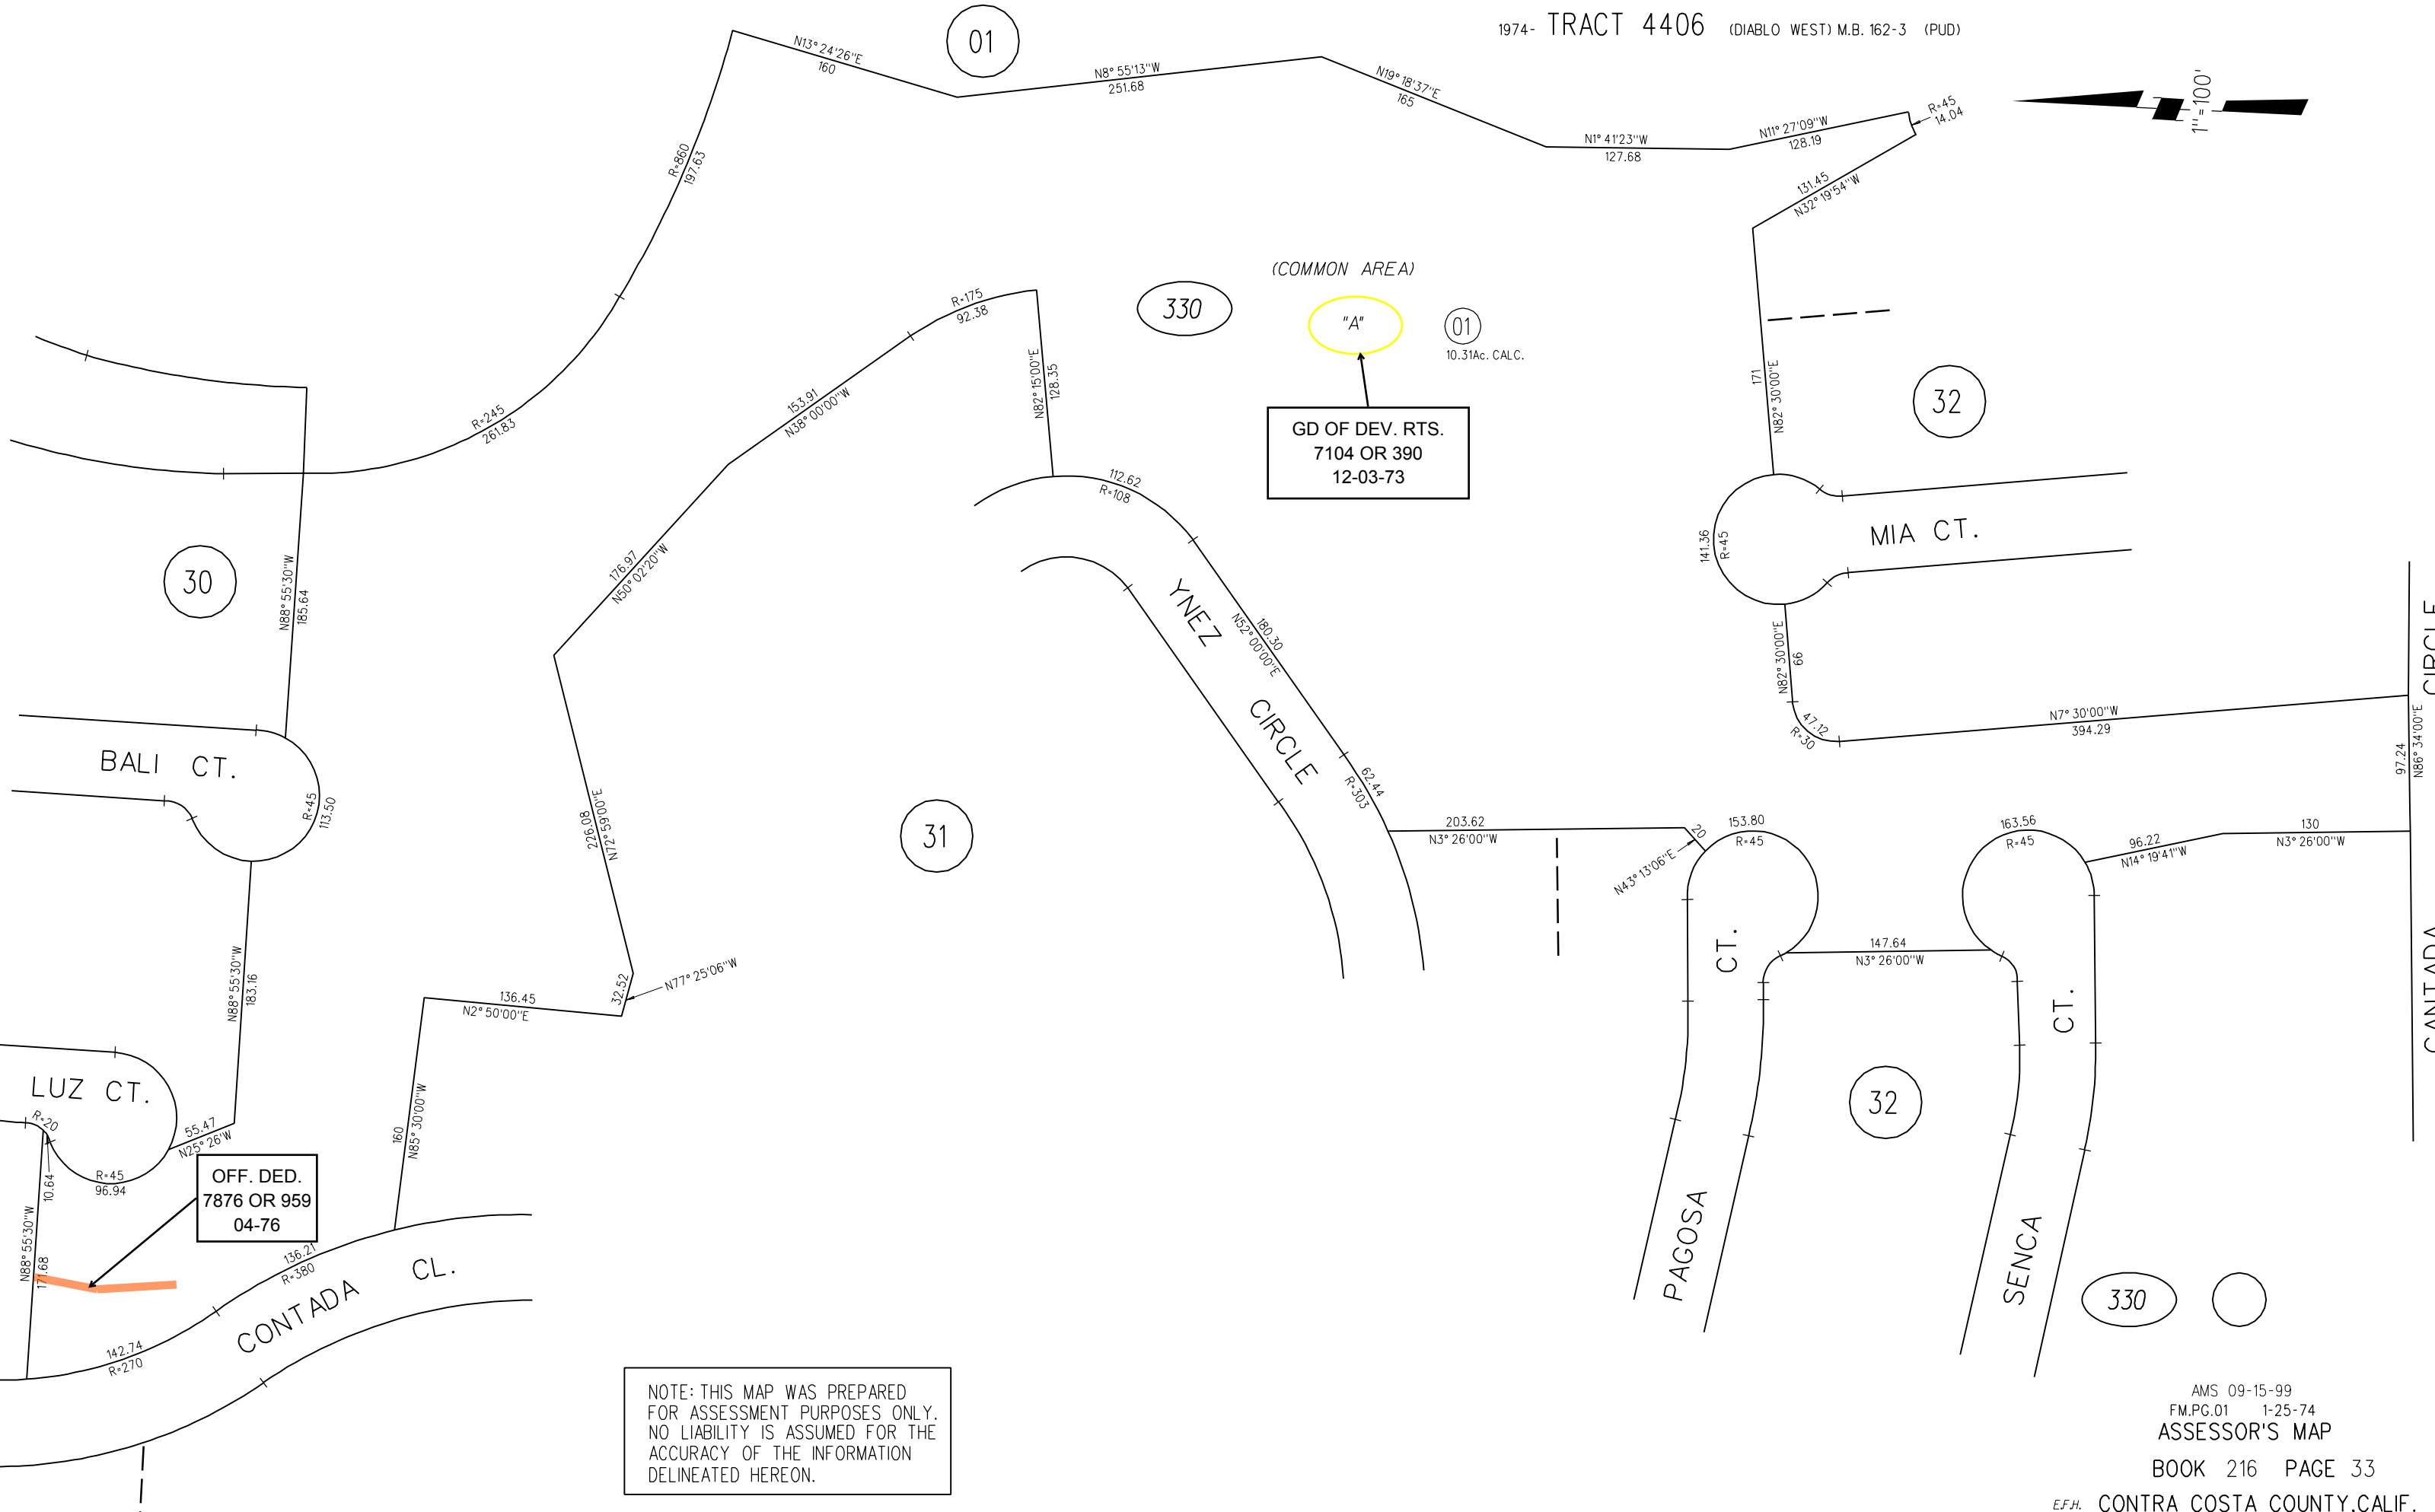 1974- TRACT 4406 (DIABLO WEST) M.B. 162-3 (PUD)
01
N13° 24'26"E
160
N8° 55'13"W
251.68
N19° 18'37"E
165
N1° 41'23"W
127.68
N11° 27'09"W
128.19
R=45
14.04
1"=100'
131.45
N32° 19'54"W
R=860
197.63
(COMMON AREA)
330
"A"
01
10.31Ac. CALC.
GD OF DEV. RTS.
7104 OR 390
12-03-73
R=175
92.38
N82° 15'00"E
128.35
153.91
N38° 00'00"W
R=245
261.83
171
N82° 30'00"E
32
112.62
R=108
141.36
R=45
MIA CT.
30
N88° 55'30"W
185.64
176.97
N50° 02'20"W
YNEZ CIRCLE
180.30
N52° 00'00"E
N82° 30'00"E
66
47.12
R=30
N7° 30'00"W
394.29
97.24
N86° 34'00"E
CANTADA CIRCLE
BALI CT.
R=45
113.50
226.08
N72° 59'00"E
31
62.44
R=303
203.62
N3° 26'00"W
20
N43° 13'06"E
153.80
R=45
163.56
R=45
96.22
N14° 19'41"W
130
N3° 26'00"W
147.64
N3° 26'00"W
N88° 55'30"W
183.16
136.45
N2° 50'00"E
32.52
N77° 25'06"W
LUZ CT.
R=20
55.47
N25° 26'W
160
N85° 30'00"W
R=45
96.94
10.64
N88° 55'30"W
171.68
OFF. DED.
7876 OR 959
04-76
136.21
R=380
CONTADA CL.
142.74
R=270
PAGOSA CT.
32
SENCA CT.
330
NOTE: THIS MAP WAS PREPARED
FOR ASSESSMENT PURPOSES ONLY.
NO LIABILITY IS ASSUMED FOR THE
ACCURACY OF THE INFORMATION
DELINEATED HEREON.
AMS 09-15-99
FM.PG.01 1-25-74
ASSESSOR'S MAP
BOOK 216 PAGE 33
E.F.H. CONTRA COSTA COUNTY,CALIF.